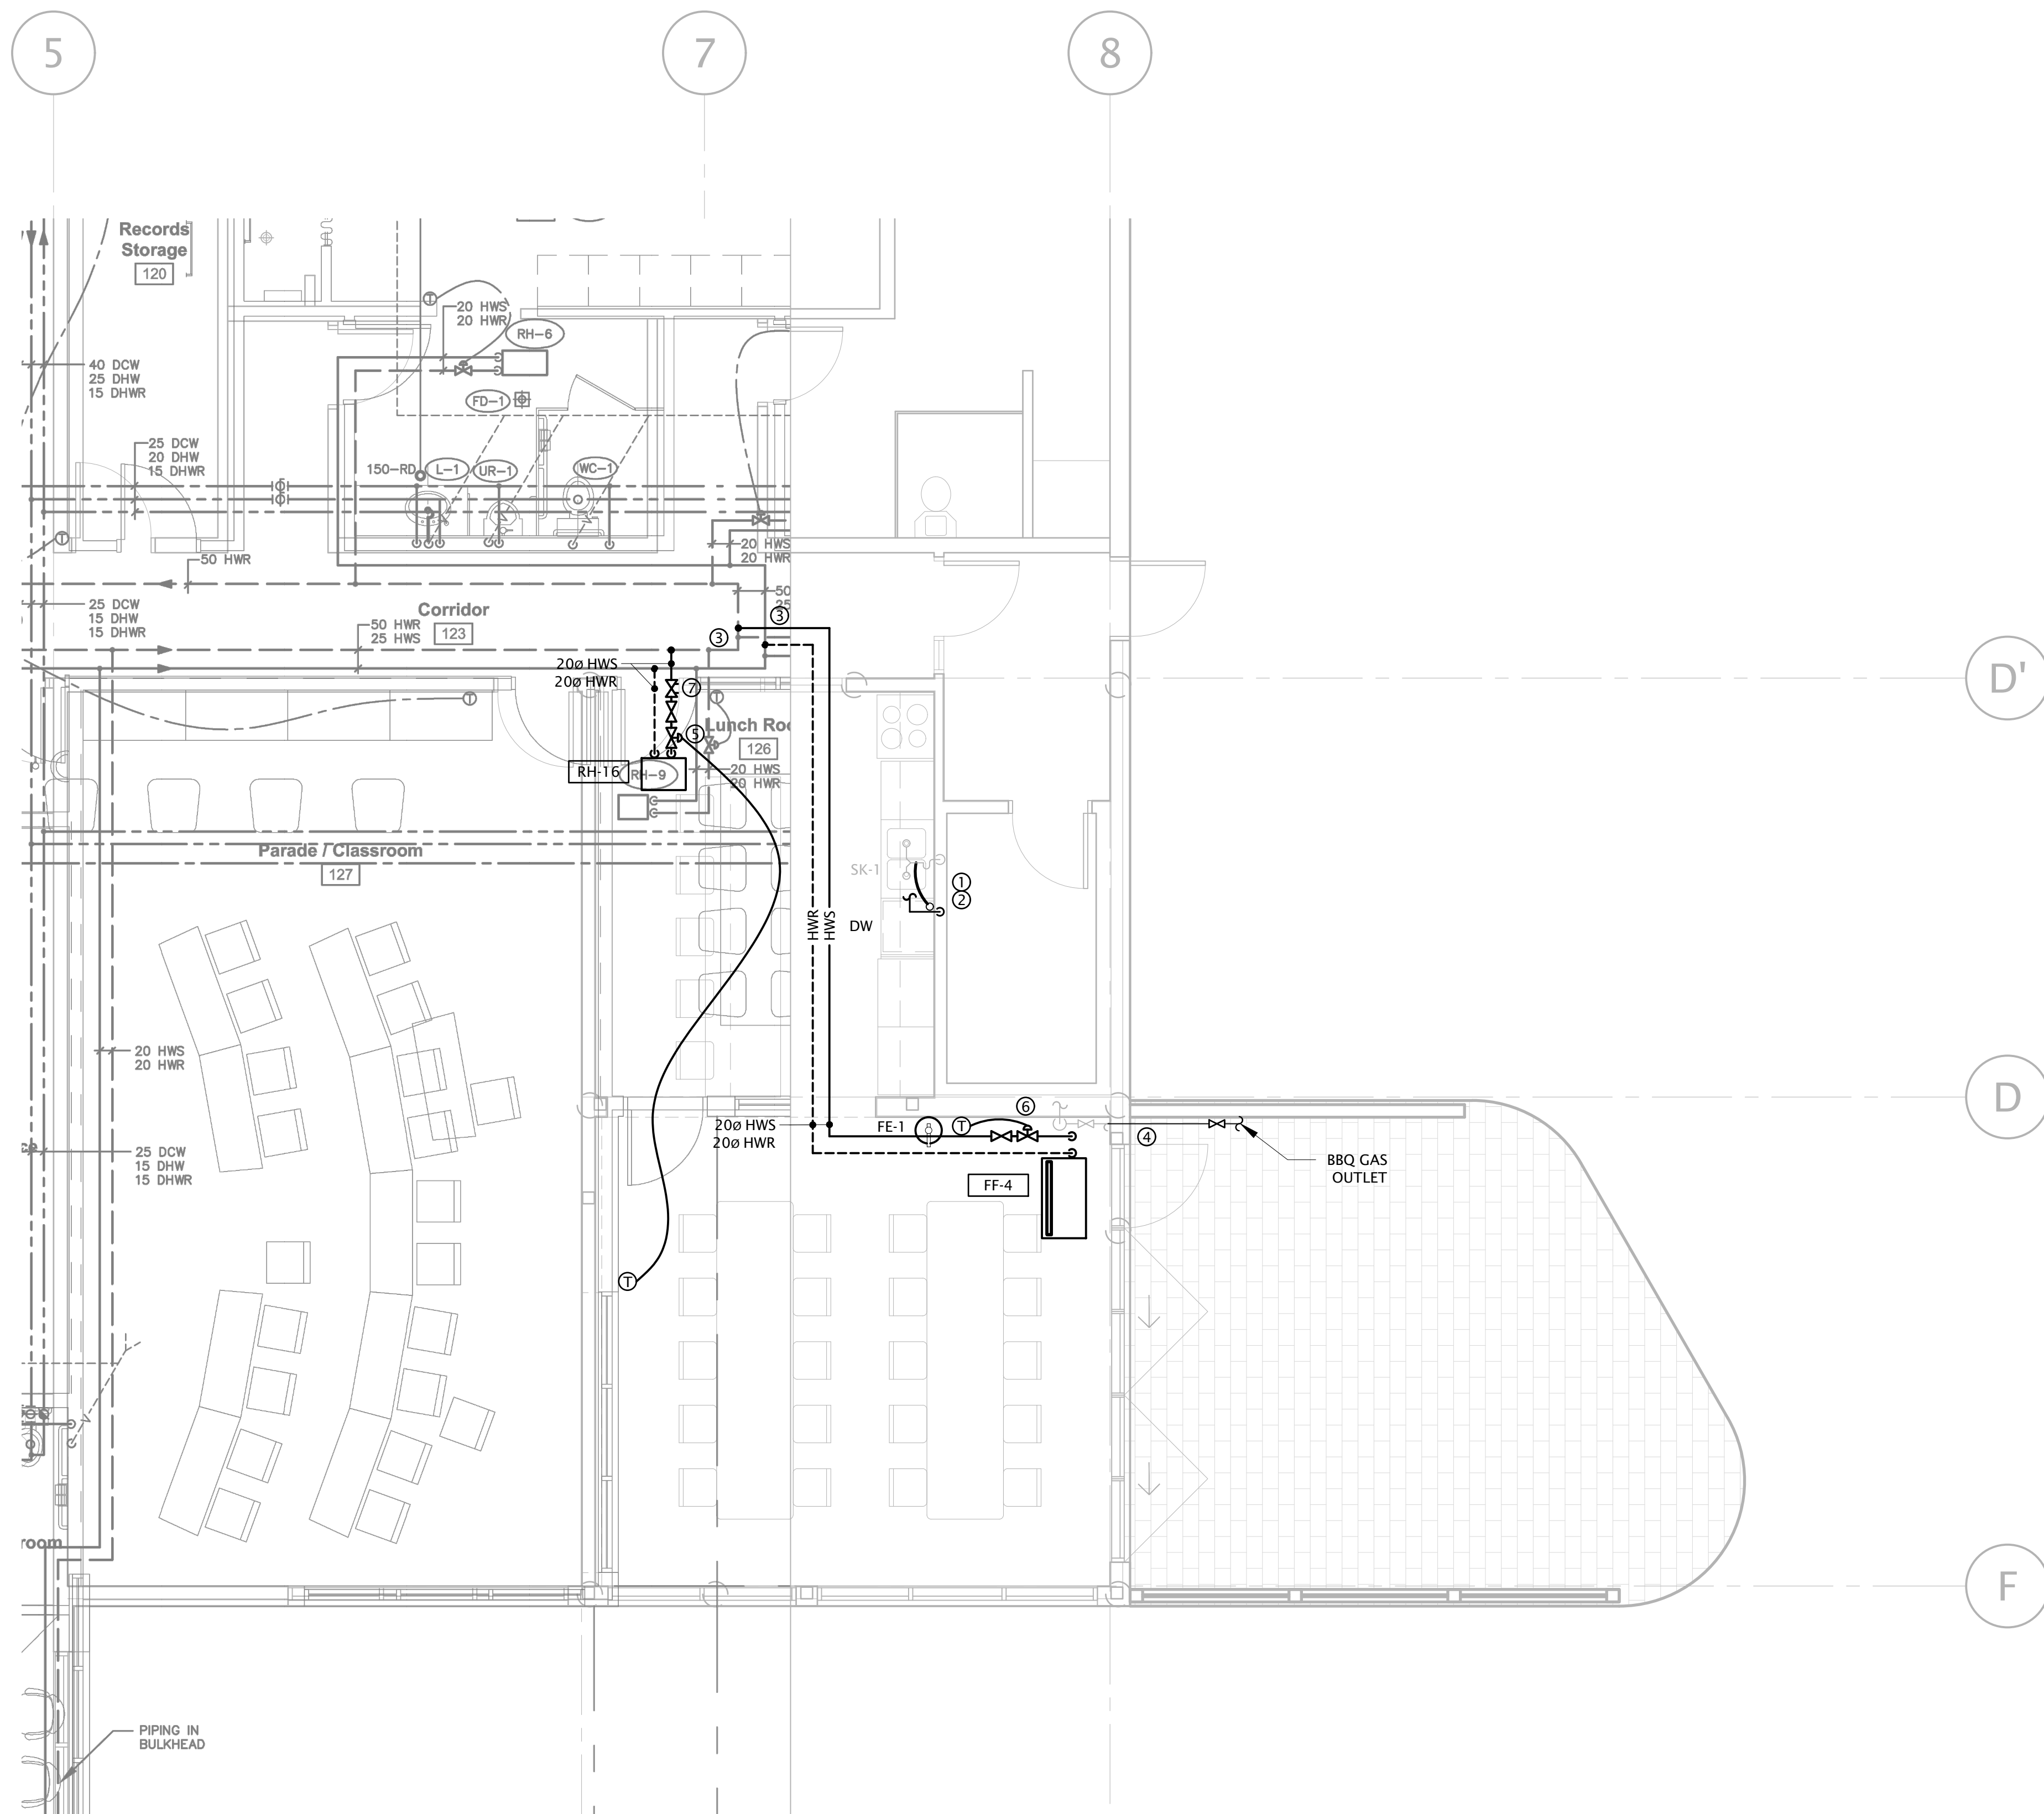 5
7
8
Records
Storage
120
20 HWS
20 HWR
RH-6
40 DCW
25 DHW
15 DHWR
FD-1
25 DCW
20 DHW
15 DHWR
150-RD
L-1
UR-1
WC-1
T
T
50 HWR
20 HWS
20 HWR
25 DCW
15 DHW
15 DHWR
Corridor
123
50 HWR
25 HWS
50
25
3
3
20ø HWS
20ø HWR
7
T
T
D'
5
Lunch Roo
126
RH-16
RH-9
20 HWS
20 HWR
Parade / Classroom
127
SK-1
1
2
HWR
HWS
DW
20 HWS
20 HWR
20ø HWS
20ø HWR
FE-1
T
6
4
D
25 DCW
15 DHW
15 DHWR
BBQ GAS
OUTLET
FF-4
T
room
F
PIPING IN
BULKHEAD